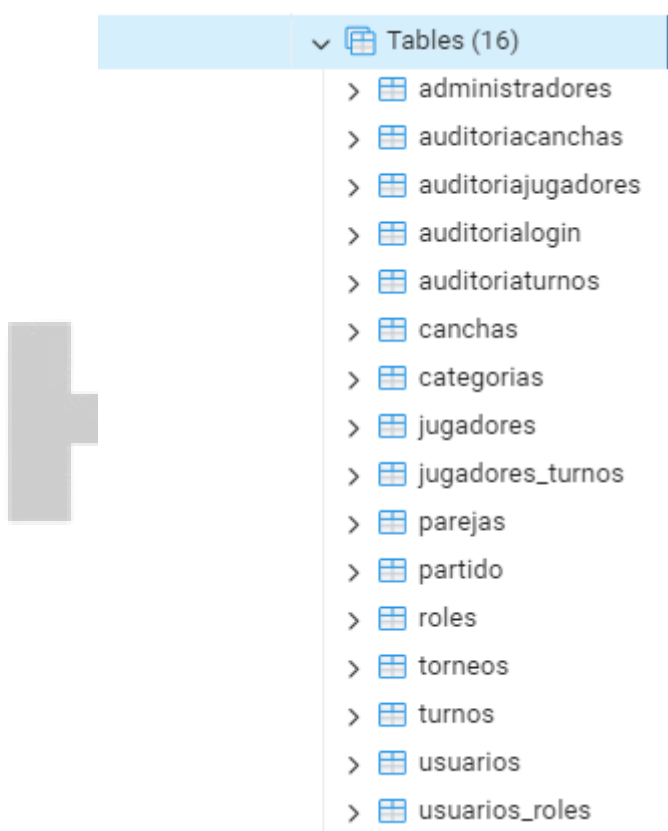 Tables (16)
administradores
auditoriacanchas
auditoriajugadores
auditorialogin
auditoriaturnos
canchas
categorias
jugadores
jugadores_turnos
parejas
partido
roles
torneos
turnos
usuarios
usuarios_roles